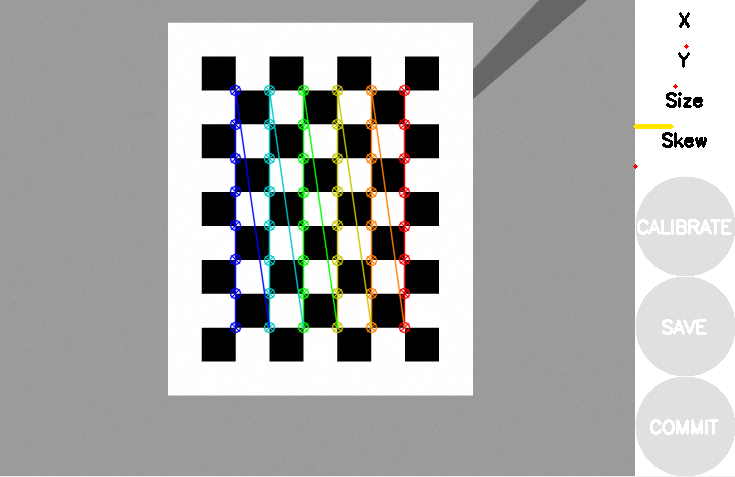 X
Y
Size
Skew
CALIBRATE
SAVE
COMMIT